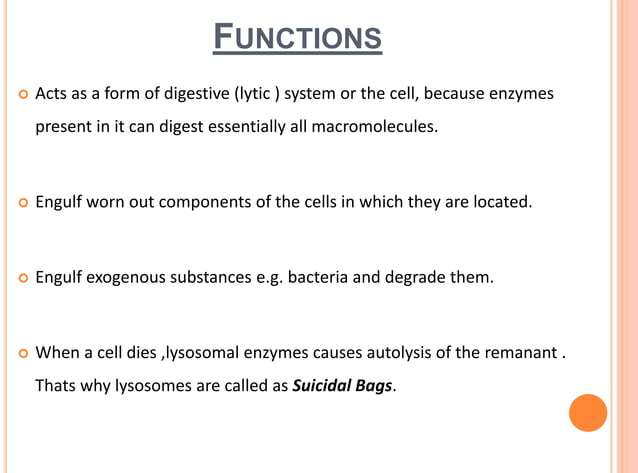 FUNCTIONS
Acts as a form of digestive (lytic ) system or the cell, because enzymes
present in it can digest essentially all macromolecules.
Engulf worn out components of the cells in which they are located.
Engulf exogenous substances e.g. bacteria and degrade them.
When a cell dies ,lysosomal enzymes causes autolysis of the remanant .
Thats why lysosomes are called as Suicidal Bags.